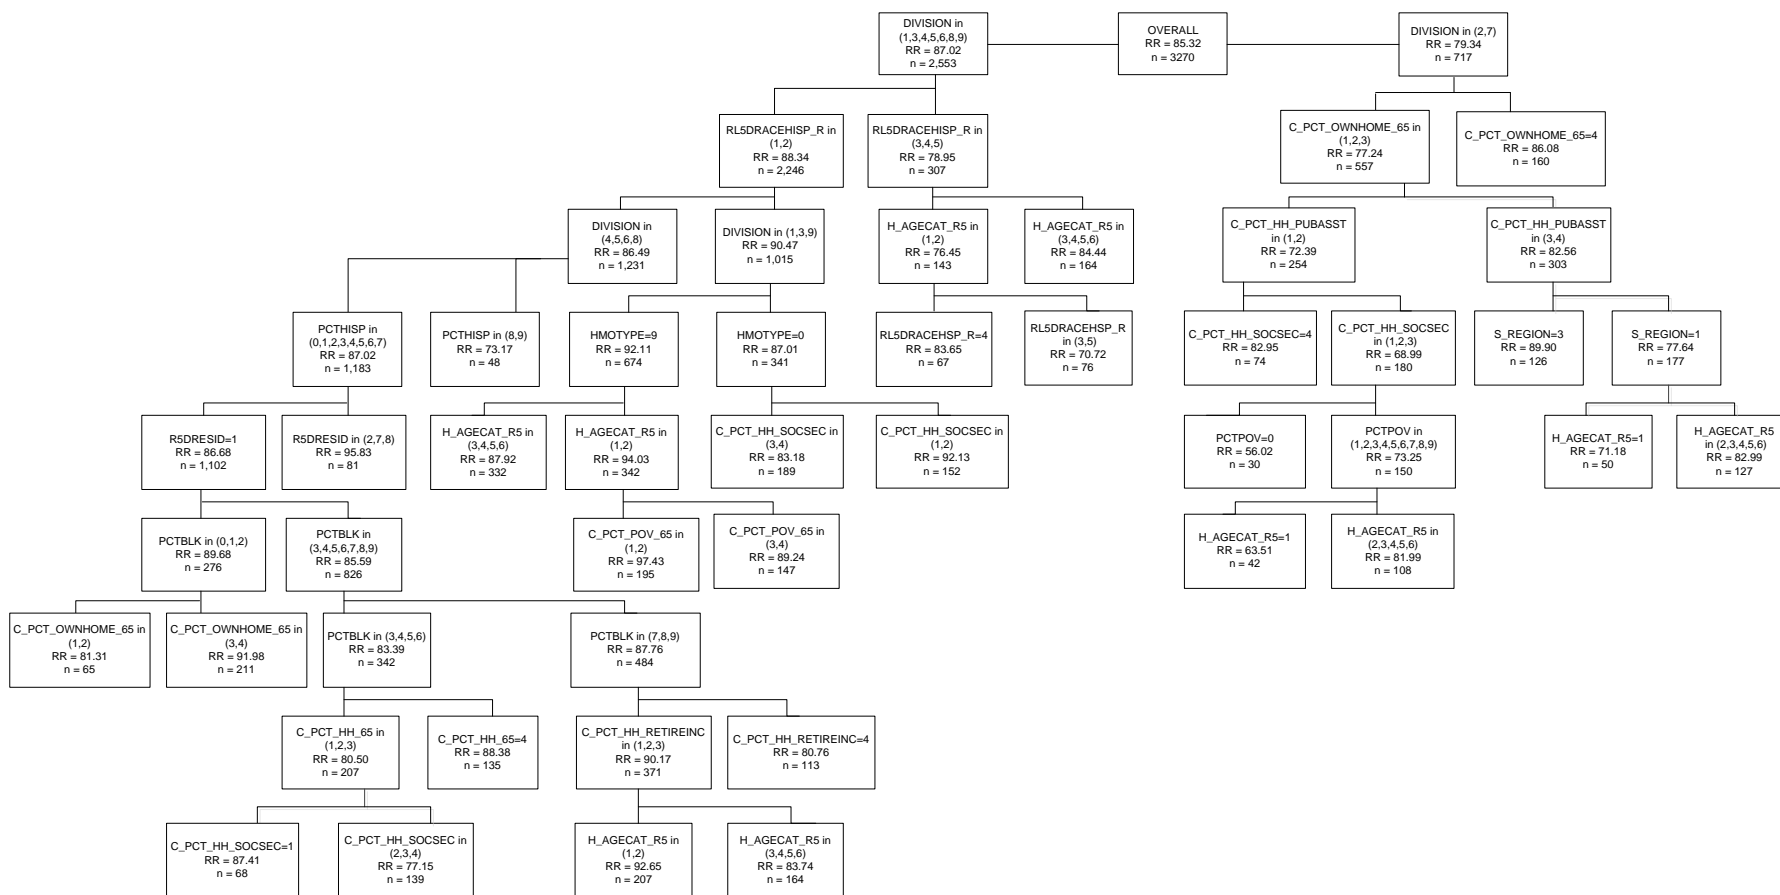 DIVISION in
(1,3,4,5,6,8,9)
RR = 87.02
n = 2,553
OVERALL
RR = 85.32
n = 3270
DIVISION in (2,7)
RR = 79.34
n = 717
RL5DRACEHISP_R in
(1,2)
RR = 88.34
n = 2,246
RL5DRACEHISP_R in
(3,4,5)
RR = 78.95
n = 307
C_PCT_OWNHOME_65 in
(1,2,3)
RR = 77.24
n = 557
C_PCT_OWNHOME_65=4
RR = 86.08
n = 160
DIVISION in
(4,5,6,8)
RR = 86.49
n = 1,231
DIVISION in (1,3,9)
RR = 90.47
n = 1,015
H_AGECAT_R5 in
(1,2)
RR = 76.45
n = 143
H_AGECAT_R5 in
(3,4,5,6)
RR = 84.44
n = 164
C_PCT_HH_PUBASST
in (1,2)
RR = 72.39
n = 254
C_PCT_HH_PUBASST
in (3,4)
RR = 82.56
n = 303
PCTHISP in
(0,1,2,3,4,5,6,7)
RR = 87.02
n = 1,183
PCTHISP in (8,9)
RR = 73.17
n = 48
HMOTYPE=9
RR = 92.11
n = 674
HMOTYPE=0
RR = 87.01
n = 341
RL5DRACEHSP_R=4
RR = 83.65
n = 67
RL5DRACEHSP_R
in (3,5)
RR = 70.72
n = 76
C_PCT_HH_SOCSEC=4
RR = 82.95
n = 74
C_PCT_HH_SOCSEC
in (1,2,3)
RR = 68.99
n = 180
S_REGION=3
RR = 89.90
n = 126
S_REGION=1
RR = 77.64
n = 177
R5DRESID=1
RR = 86.68
n = 1,102
R5DRESID in (2,7,8)
RR = 95.83
n = 81
H_AGECAT_R5 in
(3,4,5,6)
RR = 87.92
n = 332
H_AGECAT_R5 in
(1,2)
RR = 94.03
n = 342
C_PCT_HH_SOCSEC in
(3,4)
RR = 83.18
n = 189
C_PCT_HH_SOCSEC in
(1,2)
RR = 92.13
n = 152
PCTPOV=0
RR = 56.02
n = 30
PCTPOV in
(1,2,3,4,5,6,7,8,9)
RR = 73.25
n = 150
H_AGECAT_R5=1
RR = 71.18
n = 50
H_AGECAT_R5
in (2,3,4,5,6)
RR = 82.99
n = 127
PCTBLK in (0,1,2)
RR = 89.68
n = 276
PCTBLK in
(3,4,5,6,7,8,9)
RR = 85.59
n = 826
C_PCT_POV_65 in
(1,2)
RR = 97.43
n = 195
C_PCT_POV_65 in
(3,4)
RR = 89.24
n = 147
H_AGECAT_R5=1
RR = 63.51
n = 42
H_AGECAT_R5 in
(2,3,4,5,6)
RR = 81.99
n = 108
C_PCT_OWNHOME_65 in
(1,2)
RR = 81.31
n = 65
C_PCT_OWNHOME_65 in
(3,4)
RR = 91.98
n = 211
PCTBLK in (3,4,5,6)
RR = 83.39
n = 342
PCTBLK in (7,8,9)
RR = 87.76
n = 484
C_PCT_HH_65 in
(1,2,3)
RR = 80.50
n = 207
C_PCT_HH_65=4
RR = 88.38
n = 135
C_PCT_HH_RETIREINC
in (1,2,3)
RR = 90.17
n = 371
C_PCT_HH_RETIREINC=4
RR = 80.76
n = 113
C_PCT_HH_SOCSEC=1
RR = 87.41
n = 68
C_PCT_HH_SOCSEC in
(2,3,4)
RR = 77.15
n = 139
H_AGECAT_R5 in
(1,2)
RR = 92.65
n = 207
H_AGECAT_R5 in
(3,4,5,6)
RR = 83.74
n = 164